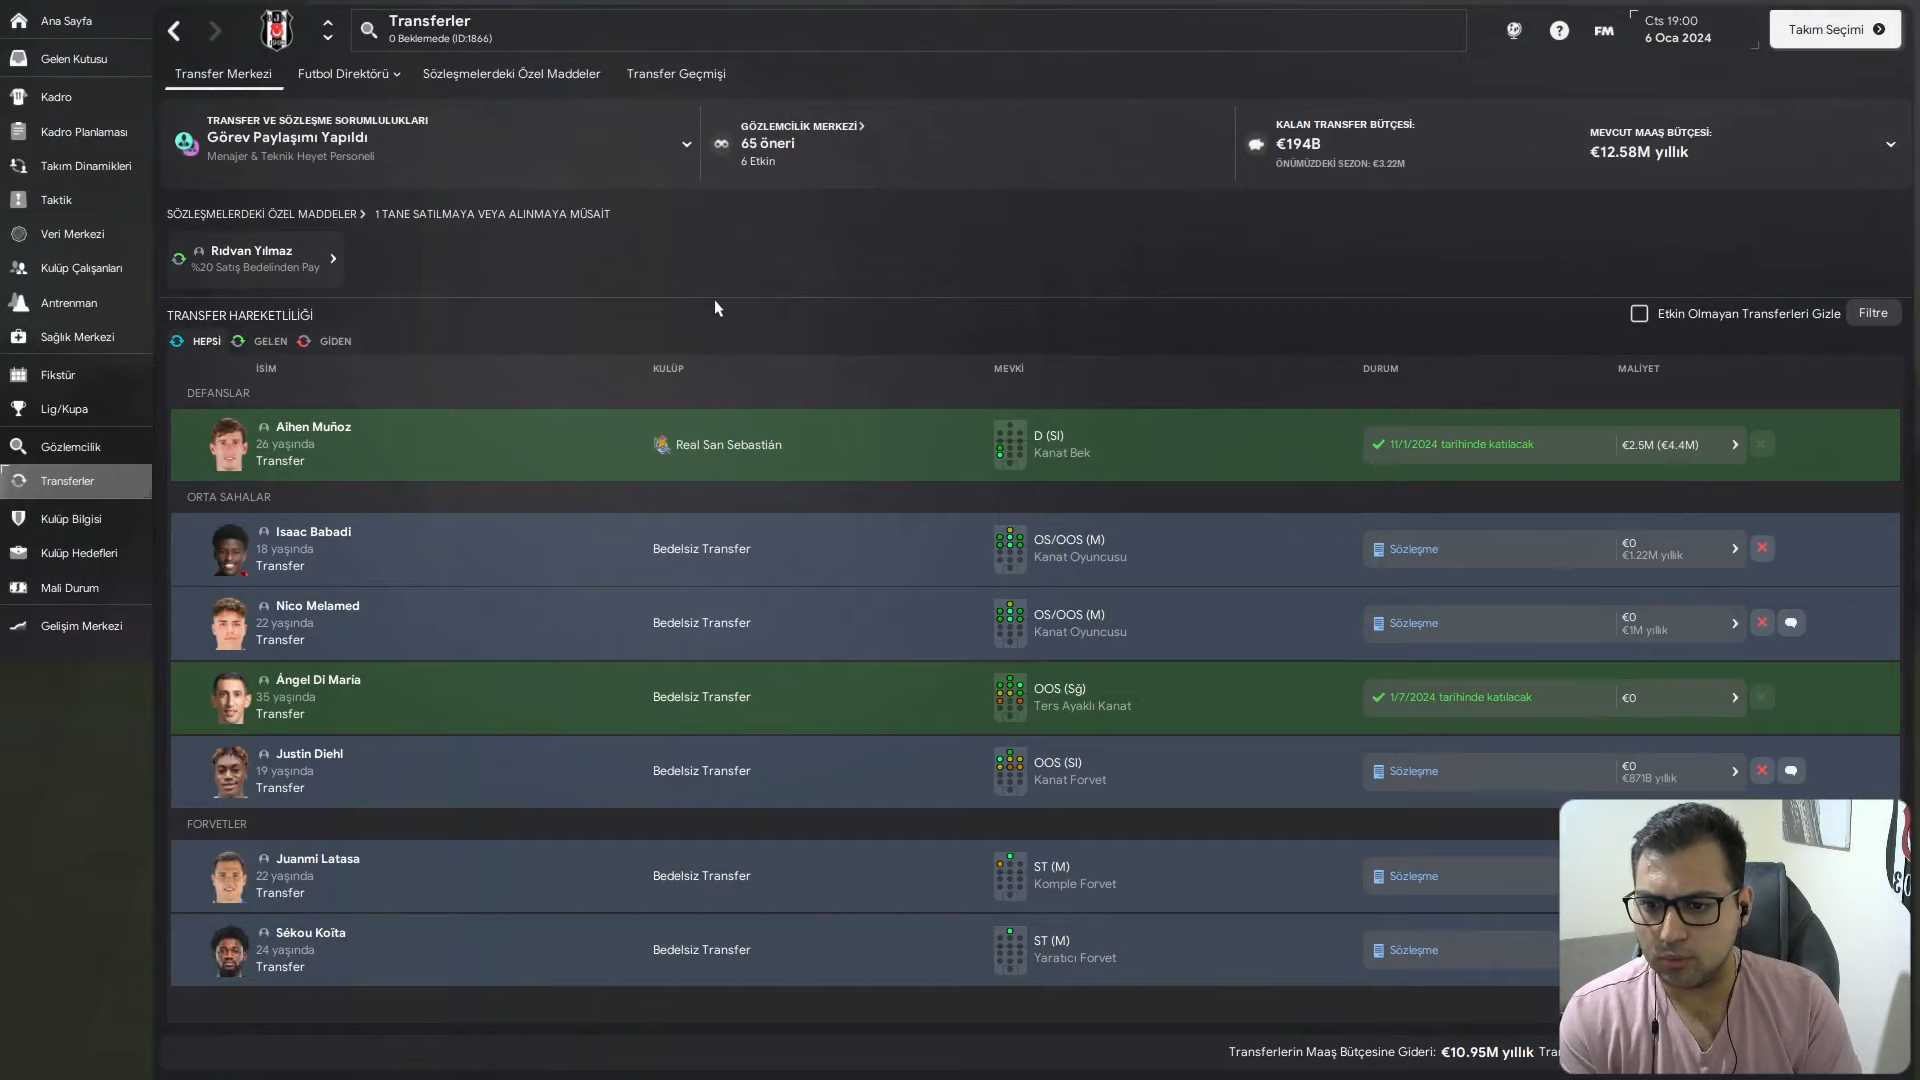 Ana Sayfa
Gelen Kutusu
Kadro
Kadro Planlaması
Takım Dinamikleri
Taktik
Veri Merkezi
Kulüp Çalışanları
Antrenman
Sağlık Merkezi
Fikstür
Lig/Kupa
Gözlemcilik
Transferler
Kulüp Bilgisi
Kulüp Hedefleri
Mali Durum
Gelişim Merkezi
Transferler
0 Beklemede (ID:1866)
FM
Cts 19:00
6 Oca 2024
Takım Seçimi
Transfer Merkezi
Futbol Direktörü
Sözleşmelerdeki Özel Maddeler
Transfer Geçmişi
TRANSFER VE SÖZLEŞME SORUMLULUKLARI
Görev Paylaşımı Yapıldı
Menajer & Teknik Heyet Personeli
GÖZLEMCİLİK MERKEZİ
65 öneri
6 Etkin
KALAN TRANSFER BÜTÇESİ:
€194B
ÖNÜMÜZDEKİ SEZON: €3.22M
MEVCUT MAAŞ BÜTÇESİ:
€12.58M yıllık
SÖZLEŞMELERDEKİ ÖZEL MADDELER 1 TANE SATILMAYA VEYA ALINMAYA MÜSAİT
Rıdvan Yılmaz
%20 Satış Bedelinden Pay
TRANSFER HAREKETLİLİĞİ
Etkin Olmayan Transferleri Gizle
Filtre
HEPSİ GELEN GİDEN
İSİM KULÜP MEVKİ DURUM MALİYET
DEFANSLAR
Aihen Muñoz
26 yaşında
Transfer
Real San Sebastián
D (Sl)
Kanat Bek
11/1/2024 tarihinde katılacak
€2.5M (€4.4M)
ORTA SAHALAR
Isaac Babadi
18 yaşında
Transfer
Bedelsiz Transfer
OS/OOS (M)
Kanat Oyuncusu
Sözleşme
€0
€1.22M yıllık
Nico Melamed
22 yaşında
Transfer
Bedelsiz Transfer
OS/OOS (M)
Kanat Oyuncusu
Sözleşme
€0
€1M yıllık
Ángel Di María
35 yaşında
Transfer
Bedelsiz Transfer
OOS (Sğ)
Ters Ayaklı Kanat
1/7/2024 tarihinde katılacak
€0
Justin Diehl
19 yaşında
Transfer
Bedelsiz Transfer
OOS (Sl)
Kanat Forvet
Sözleşme
€0
€871B yıllık
FORVETLER
Juanmi Latasa
22 yaşında
Transfer
Bedelsiz Transfer
ST (M)
Komple Forvet
Sözleşme
Sékou Koïta
24 yaşında
Transfer
Bedelsiz Transfer
ST (M)
Yaratıcı Forvet
Sözleşme
Transferlerin Maaş Bütçesine Gideri: €10.95M yıllık Tra